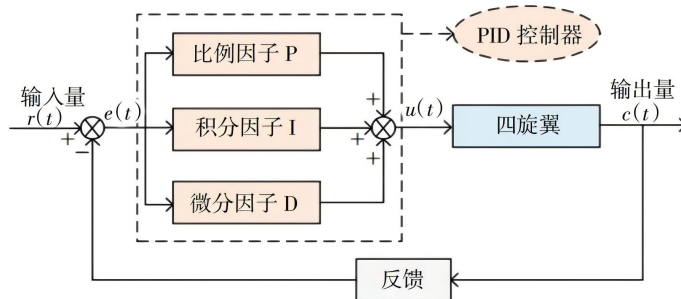 比例因子 P
PID 控制器
输入量
r(t)
e(t)
+
−
积分因子 I
+
+
+
u(t)
四旋翼
输出量
c(t)
微分因子 D
反馈